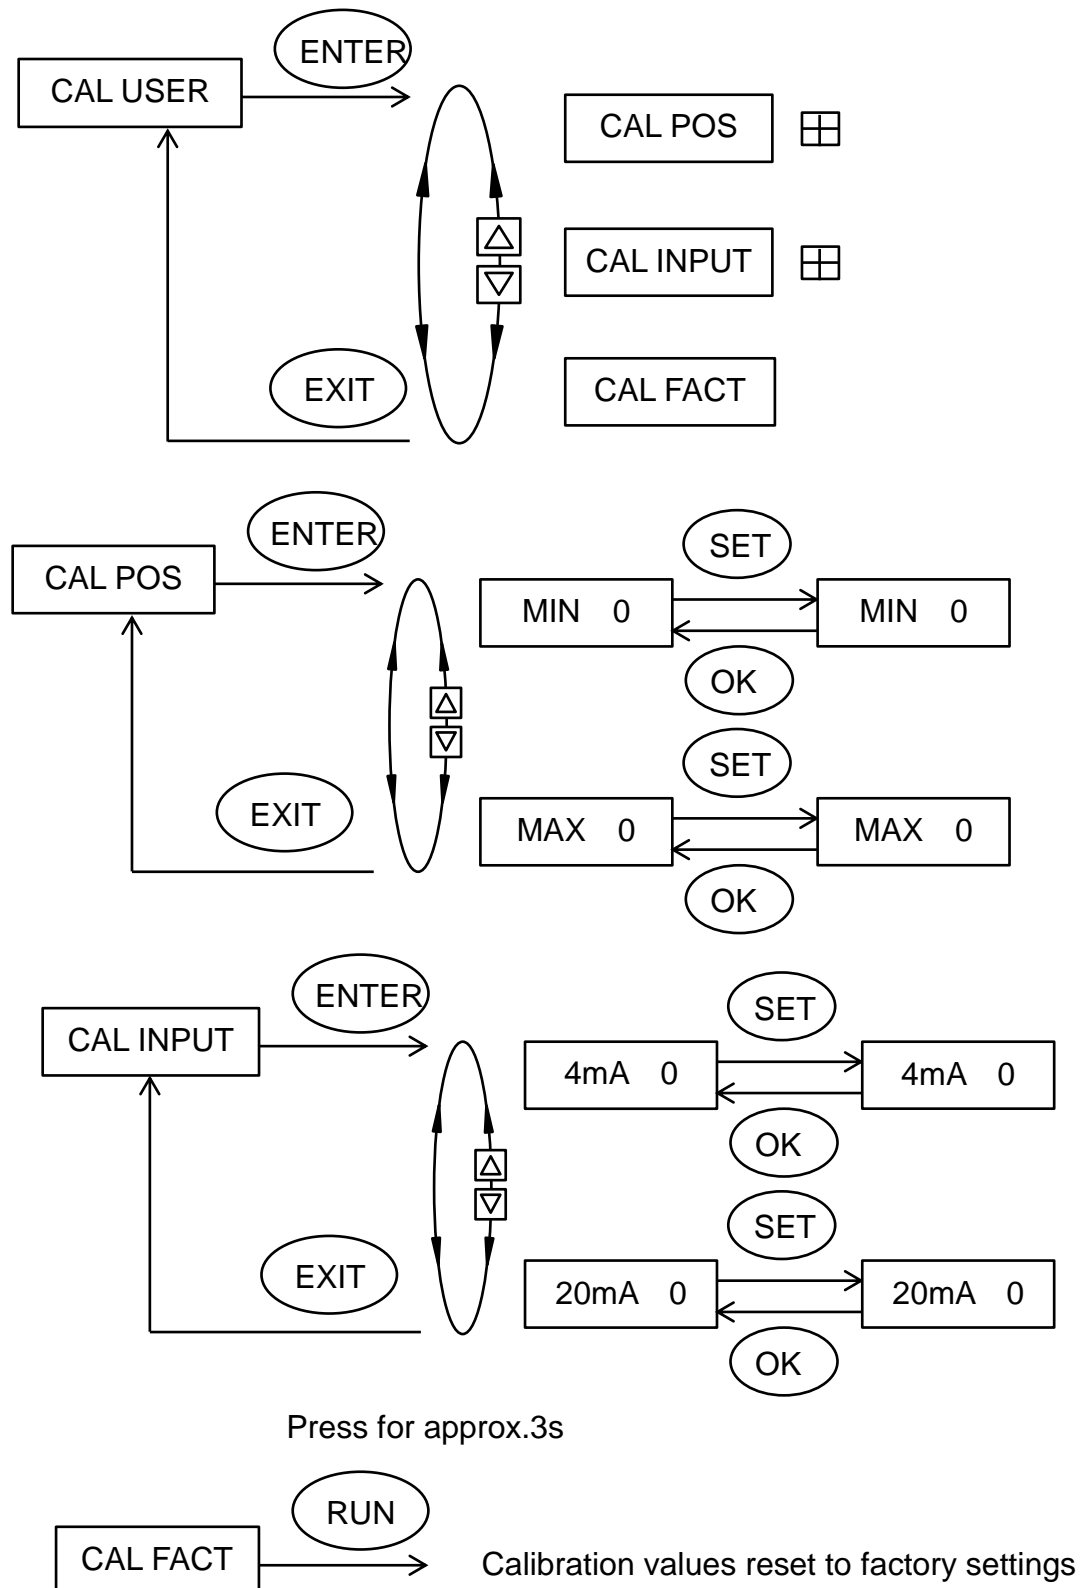 ENTER
CAL USER
CAL POS
CAL INPUT
EXIT
CAL FACT
ENTER
SET
CAL POS
MIN 0
MIN 0
OK
SET
EXIT
MAX 0
MAX 0
OK
ENTER
SET
CAL INPUT
4mA 0
4mA 0
OK
SET
EXIT
20mA 0
20mA 0
OK
Press for approx.3s
RUN
CAL FACT
Calibration values reset to factory settings